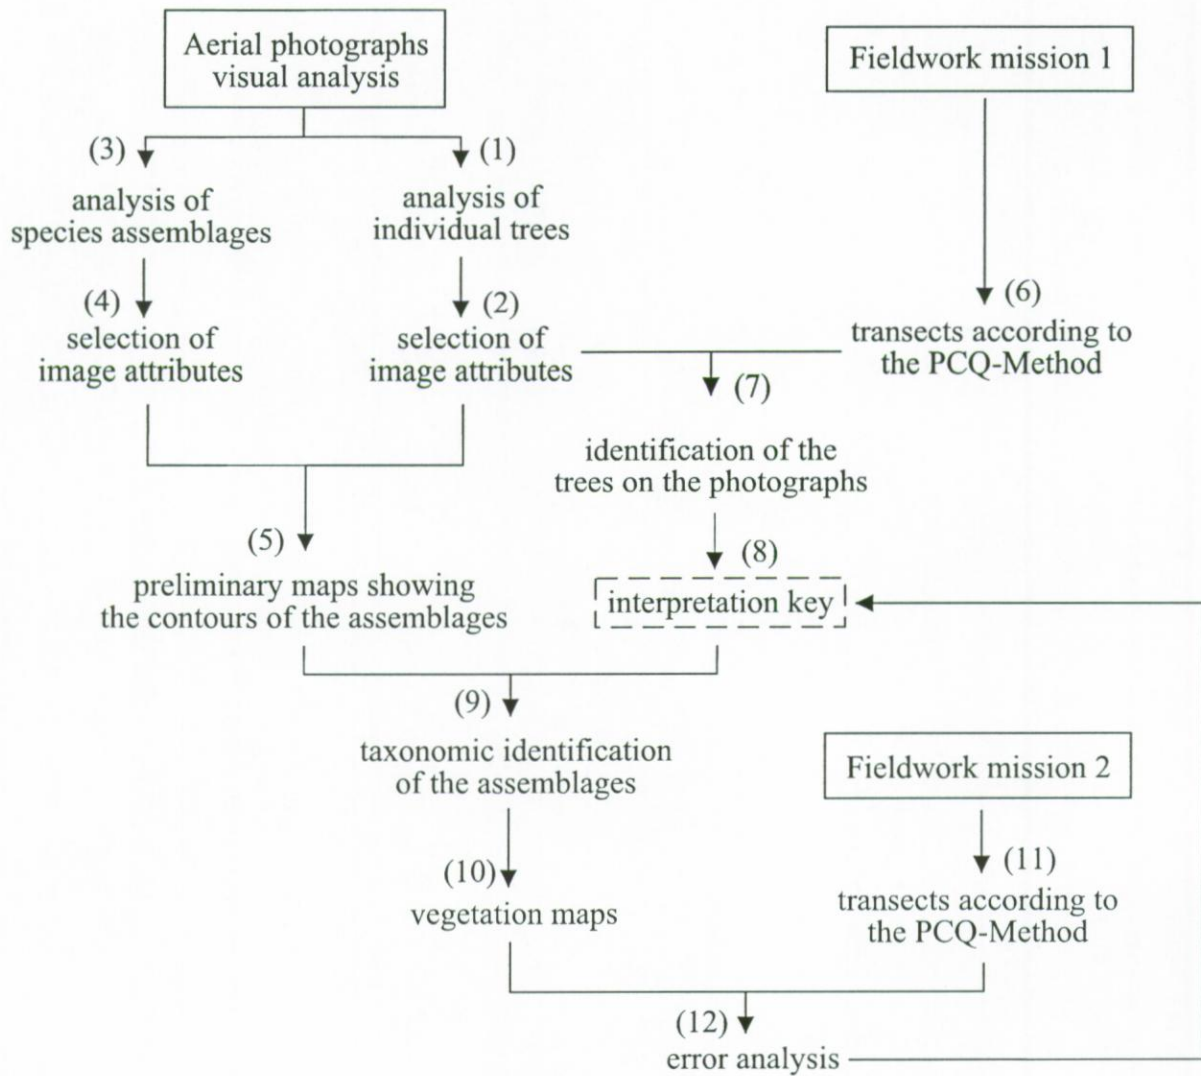 Aerial photographs
visual analysis
Fieldwork mission 1
(3)
(1)
analysis of
species assemblages
analysis of
individual trees
(4)
(2)
(6)
selection of
image attributes
selection of
image attributes
transects according to
the PCQ-Method
(7)
identification of the
trees on the photographs
(5)
(8)
preliminary maps showing
the contours of the assemblages
interpretation key
(9)
taxonomic identification
of the assemblages
Fieldwork mission 2
(10)
(11)
vegetation maps
transects according to
the PCQ-Method
(12)
error analysis